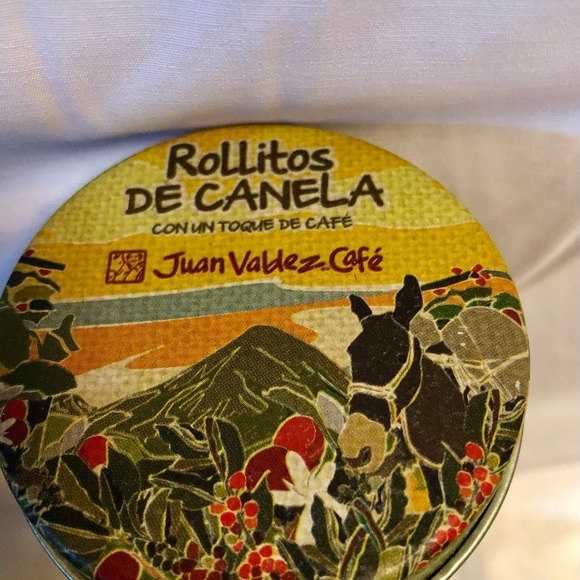 Rollitos
DE CANELA
CON UN TOQUE DE CAFÉ
Juan Valdez. Café